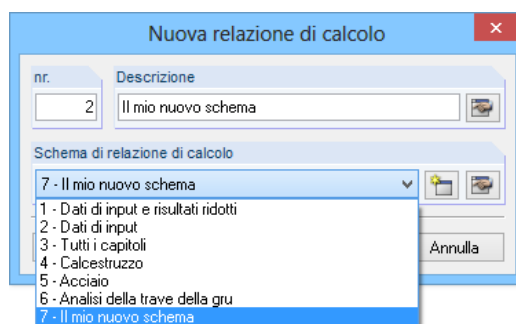 Nuova relazione di calcolo
nr.
Descrizione
2
Il mio nuovo schema
Schema di relazione di calcolo
7 - Il mio nuovo schema
1 - Dati di input e risultati ridotti
2 - Dati di input
3 - Tutti i capitoli
4 - Calcestruzzo
5 - Acciaio
6 - Analisi della trave della gru
7 - Il mio nuovo schema
Annulla